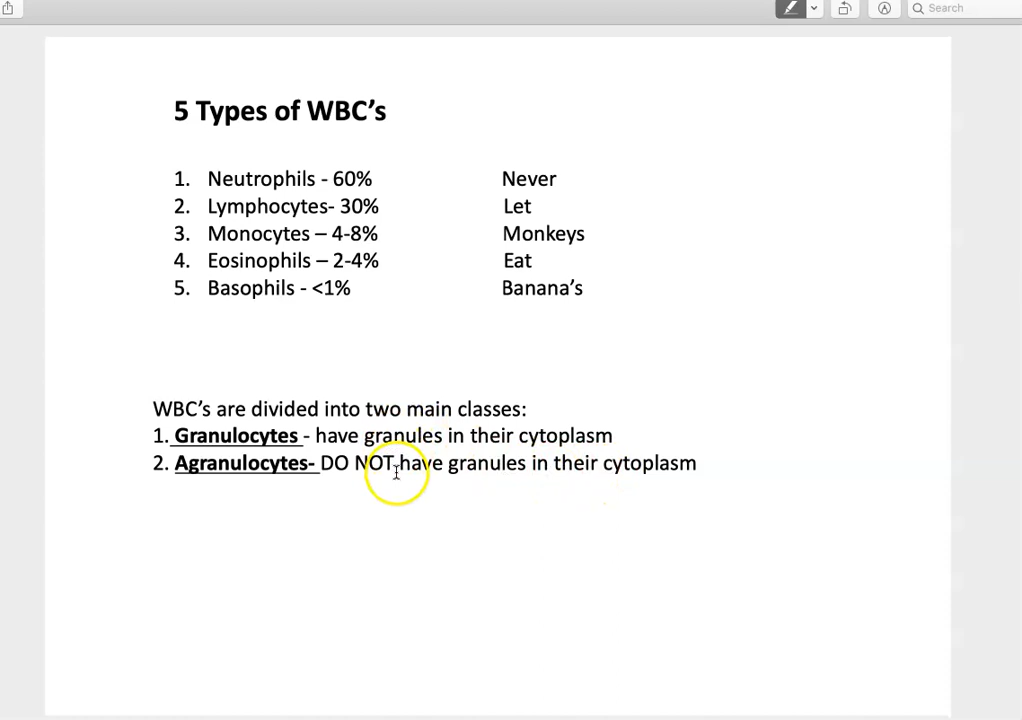 Search
5 Types of WBC’s
1. Neutrophils - 60% Never
2. Lymphocytes- 30% Let
3. Monocytes – 4-8% Monkeys
4. Eosinophils – 2-4% Eat
5. Basophils - <1% Banana’s
WBC’s are divided into two main classes:
1. Granulocytes - have granules in their cytoplasm
2. Agranulocytes- DO NOT have granules in their cytoplasm